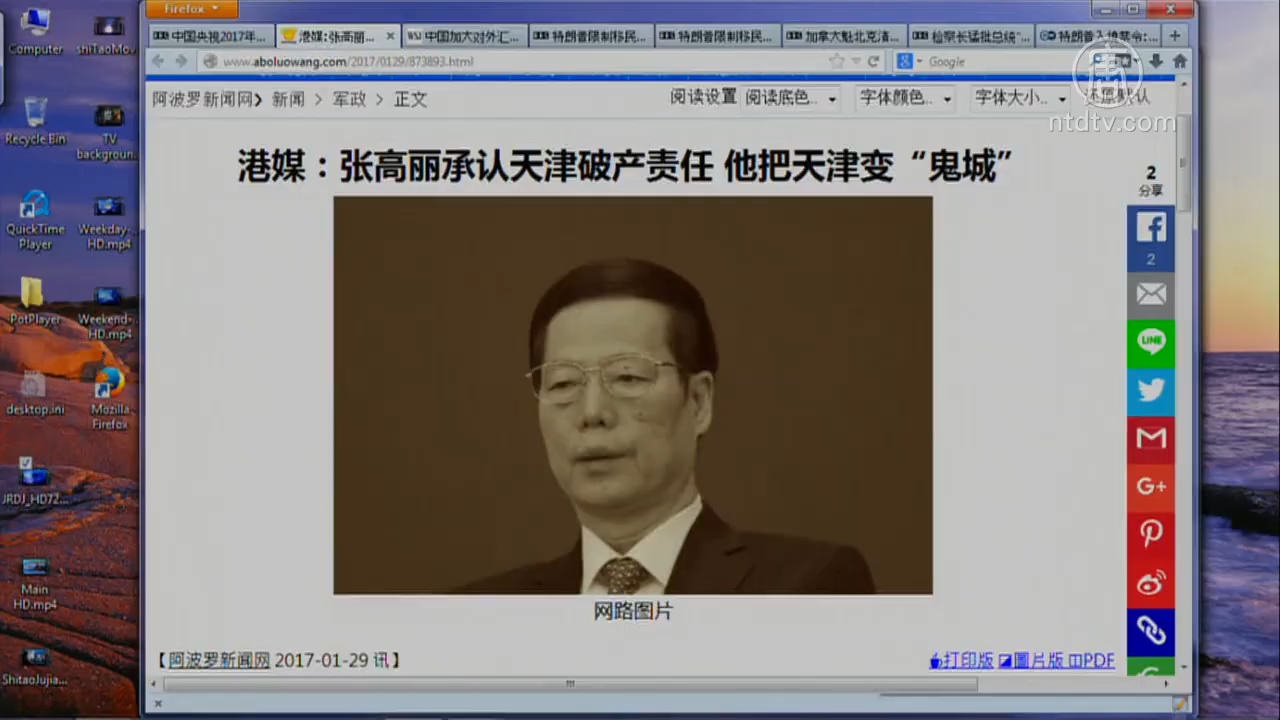 Firefox
中国央视2017年...
港媒:张高丽...
中国加大对外汇...
特朗普限制移民...
特朗普限制移民...
加拿大魁北克清...
检察长猛批总统"...
特朗普入境禁令:...
www.aboluowang.com/2017/0129/873893.html
Google
阿波罗新闻网> 新闻 > 军政 > 正文
阅读设置 阅读底色.. 字体颜色.. 字体大小.. 还原默认
ntdtv.com
港媒：张高丽承认天津破产责任 他把天津变“鬼城”
2
分享
2
LINE
G+
网路图片
【阿波罗新闻网 2017-01-29 讯】
打印版 圖片版 PDF
Computer
shiTaoMov
Recycle Bin
TV backgroun...
QuickTime Player
Weekday-HD.mp4
PotPlayer
Weekend-HD.mp4
desktop.ini
Mozilla Firefox
JRDJ_HD72...
Main HD.mp4
ShitaoJujia...